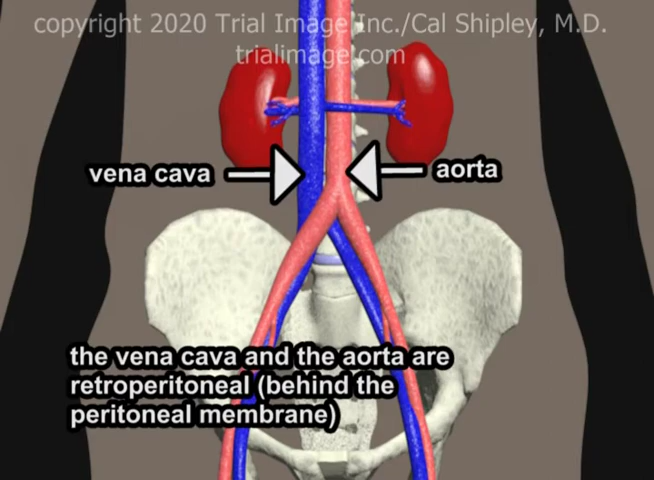 copyright 2020 Trial Image Inc./Cal Shipley, M.D.
trialimage.com
vena cava
aorta
the vena cava and the aorta are
retroperitoneal (behind the
peritoneal membrane)